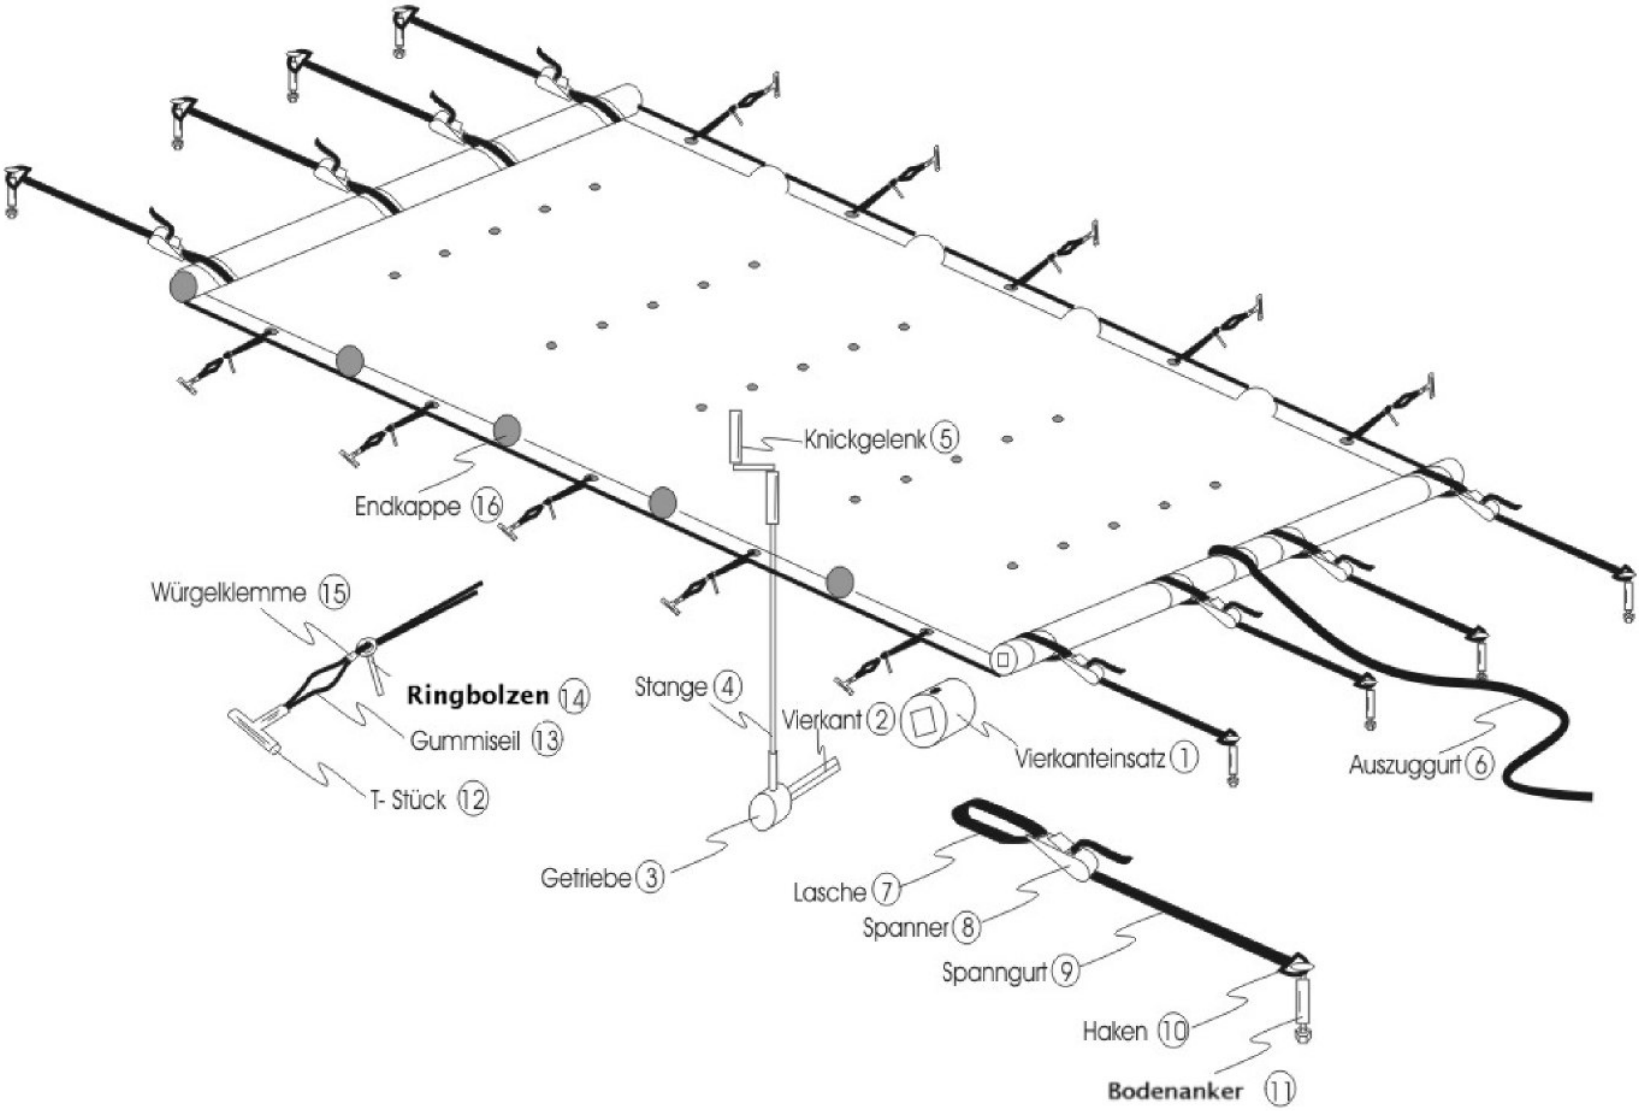 Knickgelenk 5
Endkappe 16
Würgelklemme 15
Ringbolzen 14
Stange 4
Vierkant 2
Gummiseil 13
Vierkanteinsatz 1
Auszuggurt 6
T- Stück 12
Getriebe 3
Lasche 7
Spanner 8
Spanngurt 9
Haken 10
Bodenanker 11